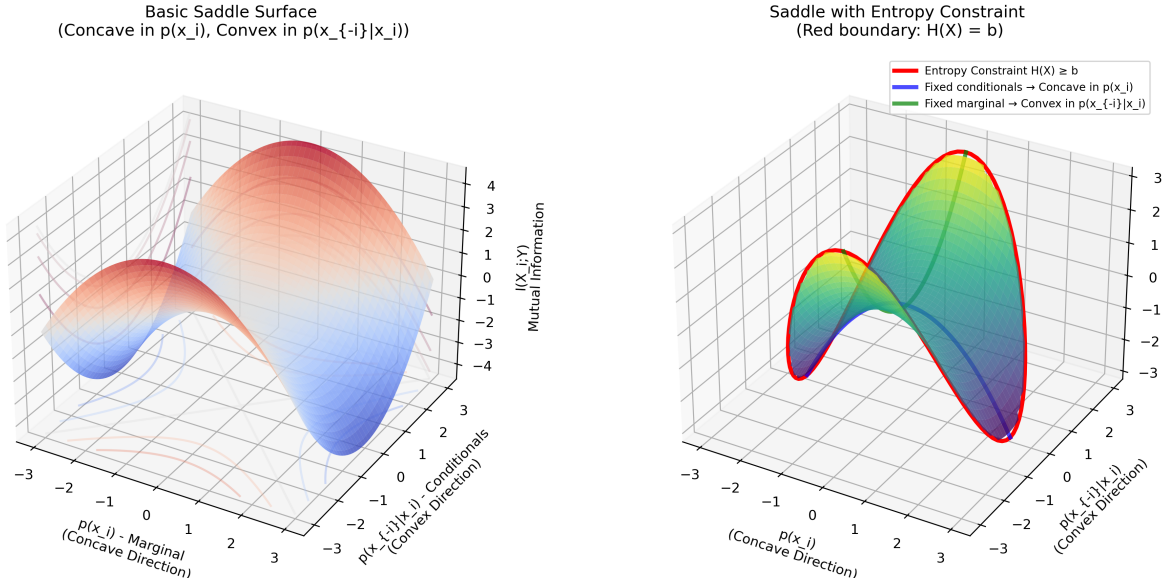 Basic Saddle Surface
(Concave in p(x_i), Convex in p(x_{-i}|x_i))
4
3
2
1
0
−1
−2
−3
−4
I(X_i;Y)
Mutual Information
−3
−2
−1
0
1
2
3
p(x_i) - Marginal
(Concave Direction)
−3
−2
−1
0
1
2
3
p(x_{-i}|x_i) - Conditionals
(Convex Direction)
Saddle with Entropy Constraint
(Red boundary: H(X) = b)
Entropy Constraint H(X) ≥ b
Fixed conditionals → Concave in p(x_i)
Fixed marginal → Convex in p(x_{-i}|x_i)
3
2
1
0
−1
−2
−3
−3
−2
−1
0
1
2
3
p(x_i)
(Concave Direction)
−3
−2
−1
0
1
2
3
p(x_{-i}|x_i)
(Convex Direction)